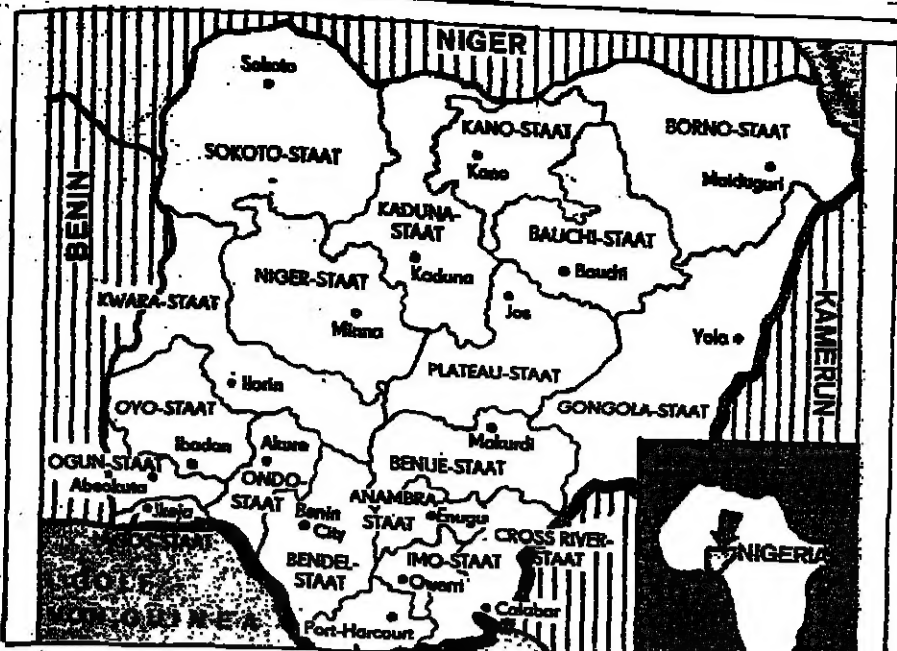 NIGER
Sokoto
KANO-STAAT
BORNO-STAAT
SOKOTO-STAAT
Kano
Maiduguri
BENIN
KADUNA-
STAAT
BAUCHI-STAAT
NIGER-STAAT
Kaduna
Bauchi
KWARA-STAAT
Jos
KAMERUN
Minna
Yola
PLATEAU-STAAT
Ilorin
OYO-STAAT
GONGOLA-STAAT
Makurdi
Ibadan
Akure
BENUE-STAAT
OGUN-STAAT
Abeokuta
ONDO-
STAAT
ANAMBRA-
STAAT
Enugu
Ikeja
Benin
City
CROSS RIVER-
STAAT
NIGERIA
BENDEL-
STAAT
IMO-STAAT
Owerri
GOLF
GUINEA
Calabar
Port-Harcourt